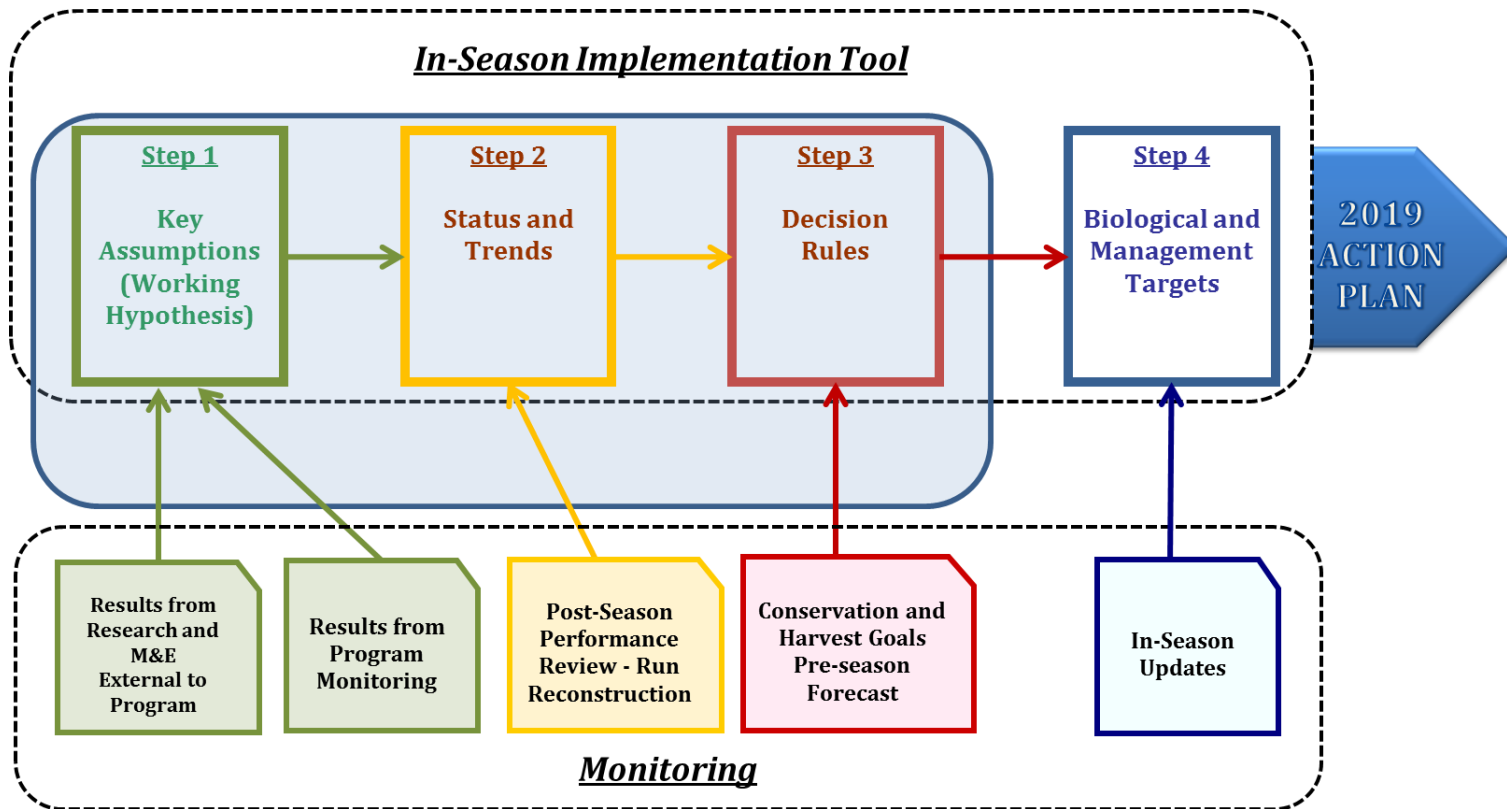 In-Season Implementation Tool
Step 1
Key
Assumptions
(Working
Hypothesis)
Step 2
Status and
Trends
Step 3
Decision
Rules
Step 4
Biological and
Management
Targets
2019
ACTION
PLAN
Results from
Research and
M&E
External to
Program
Results from
Program
Monitoring
Post-Season
Performance
Review - Run
Reconstruction
Conservation and
Harvest Goals
Pre-season
Forecast
In-Season
Updates
Monitoring